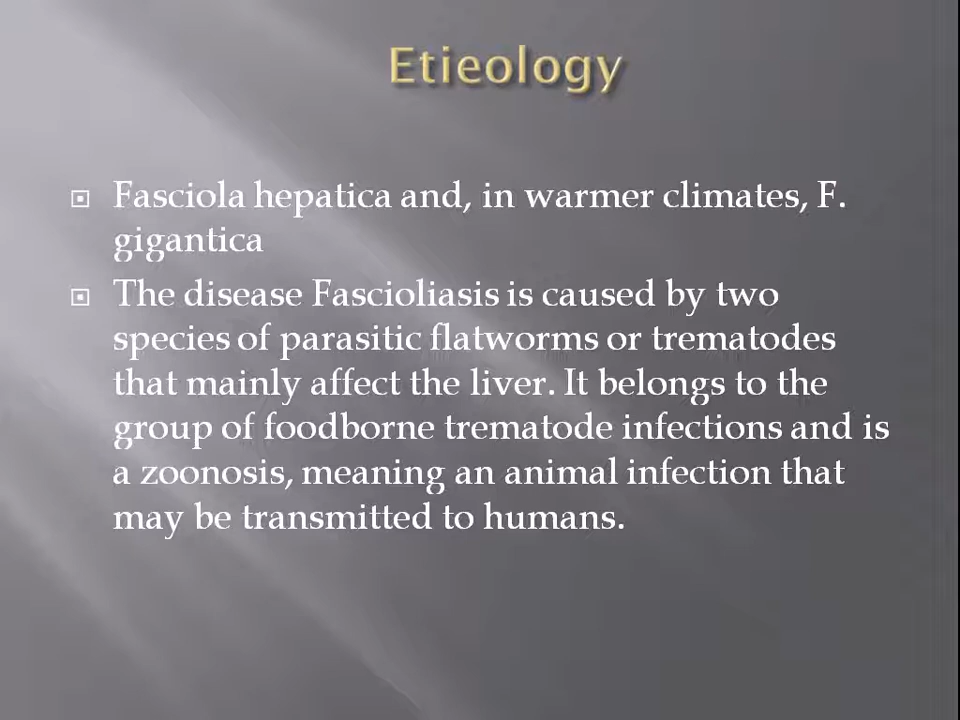 Etieology
Fasciola hepatica and, in warmer climates, F.
gigantica
The disease Fascioliasis is caused by two
species of parasitic flatworms or trematodes
that mainly affect the liver. It belongs to the
group of foodborne trematode infections and is
a zoonosis, meaning an animal infection that
may be transmitted to humans.